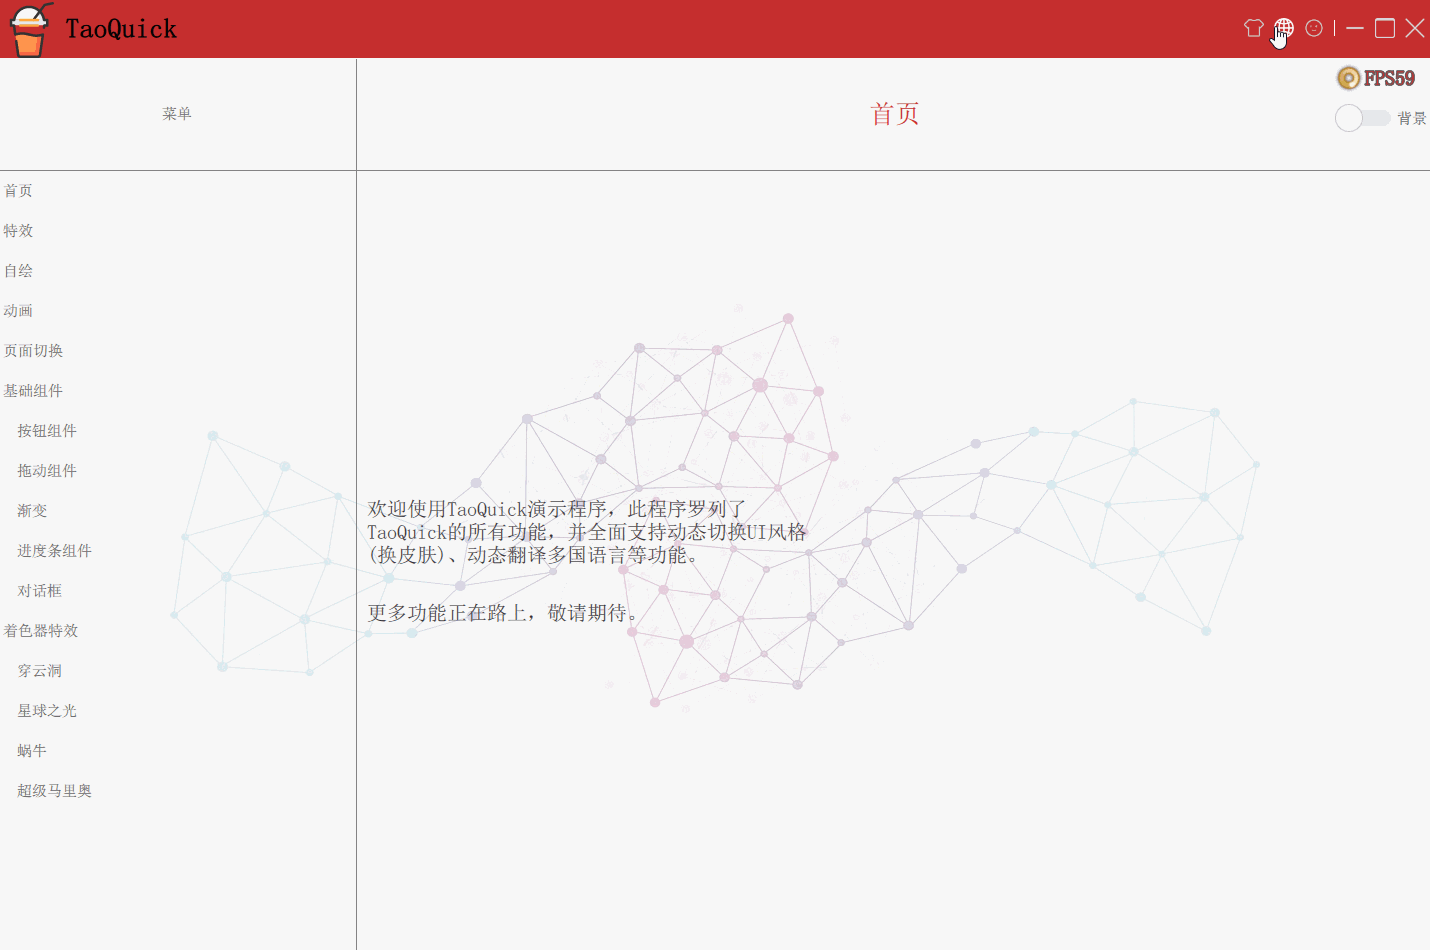 TaoQuick
菜单
首页
FPS59
背景
首页
特效
自绘
动画
页面切换
基础组件
按钮组件
拖动组件
渐变
进度条组件
对话框
着色器特效
穿云洞
星球之光
蜗牛
超级马里奥
欢迎使用TaoQuick演示程序，此程序罗列了
TaoQuick的所有功能，并全面支持动态切换UI风格
(换皮肤)、动态翻译多国语言等功能。
更多功能正在路上，敬请期待。